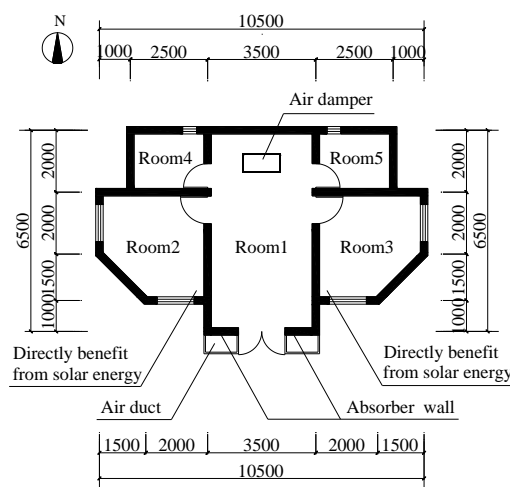 N
10500
1000
2500
3500
2500
1000
Air damper
Room4
Room5
2000
2000
6500
2000
2000
6500
Room2
Room1
Room3
1500
1000
1500
1000
Directly benefit
from solar energy
Directly benefit
from solar energy
Air duct
Absorber wall
1500
2000
3500
2000
1500
10500